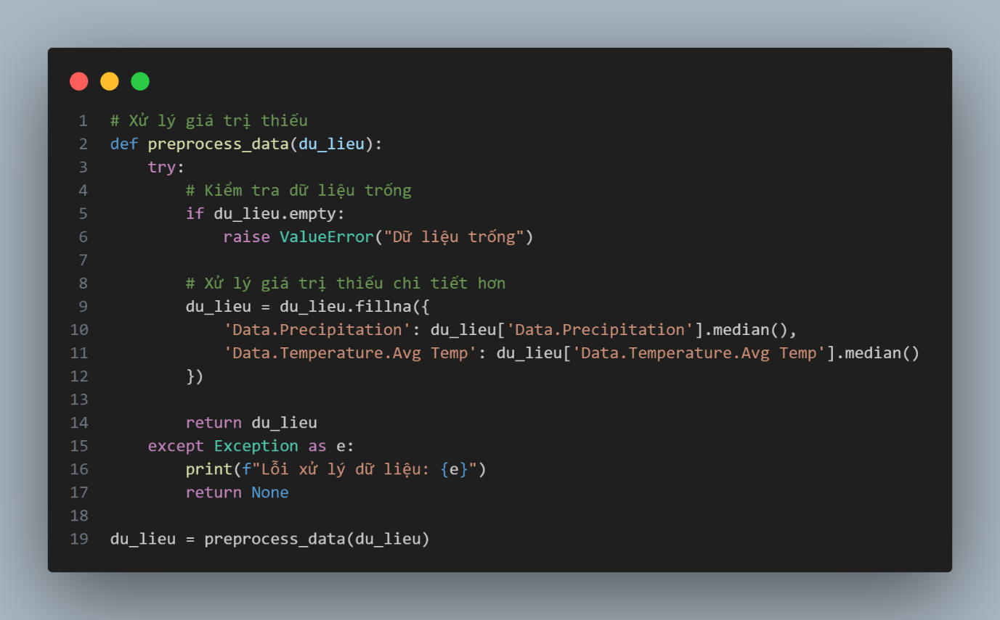 1 # Xử lý giá trị thiếu
2 def preprocess_data(du_lieu):
3     try:
4         # Kiểm tra dữ liệu trống
5         if du_lieu.empty:
6             raise ValueError("Dữ liệu trống")
7
8         # Xử lý giá trị thiếu chi tiết hơn
9         du_lieu = du_lieu.fillna({
10             'Data.Precipitation': du_lieu['Data.Precipitation'].median(),
11             'Data.Temperature.Avg Temp': du_lieu['Data.Temperature.Avg Temp'].median()
12         })
13
14         return du_lieu
15     except Exception as e:
16         print(f"Lỗi xử lý dữ liệu: {e}")
17         return None
18
19 du_lieu = preprocess_data(du_lieu)